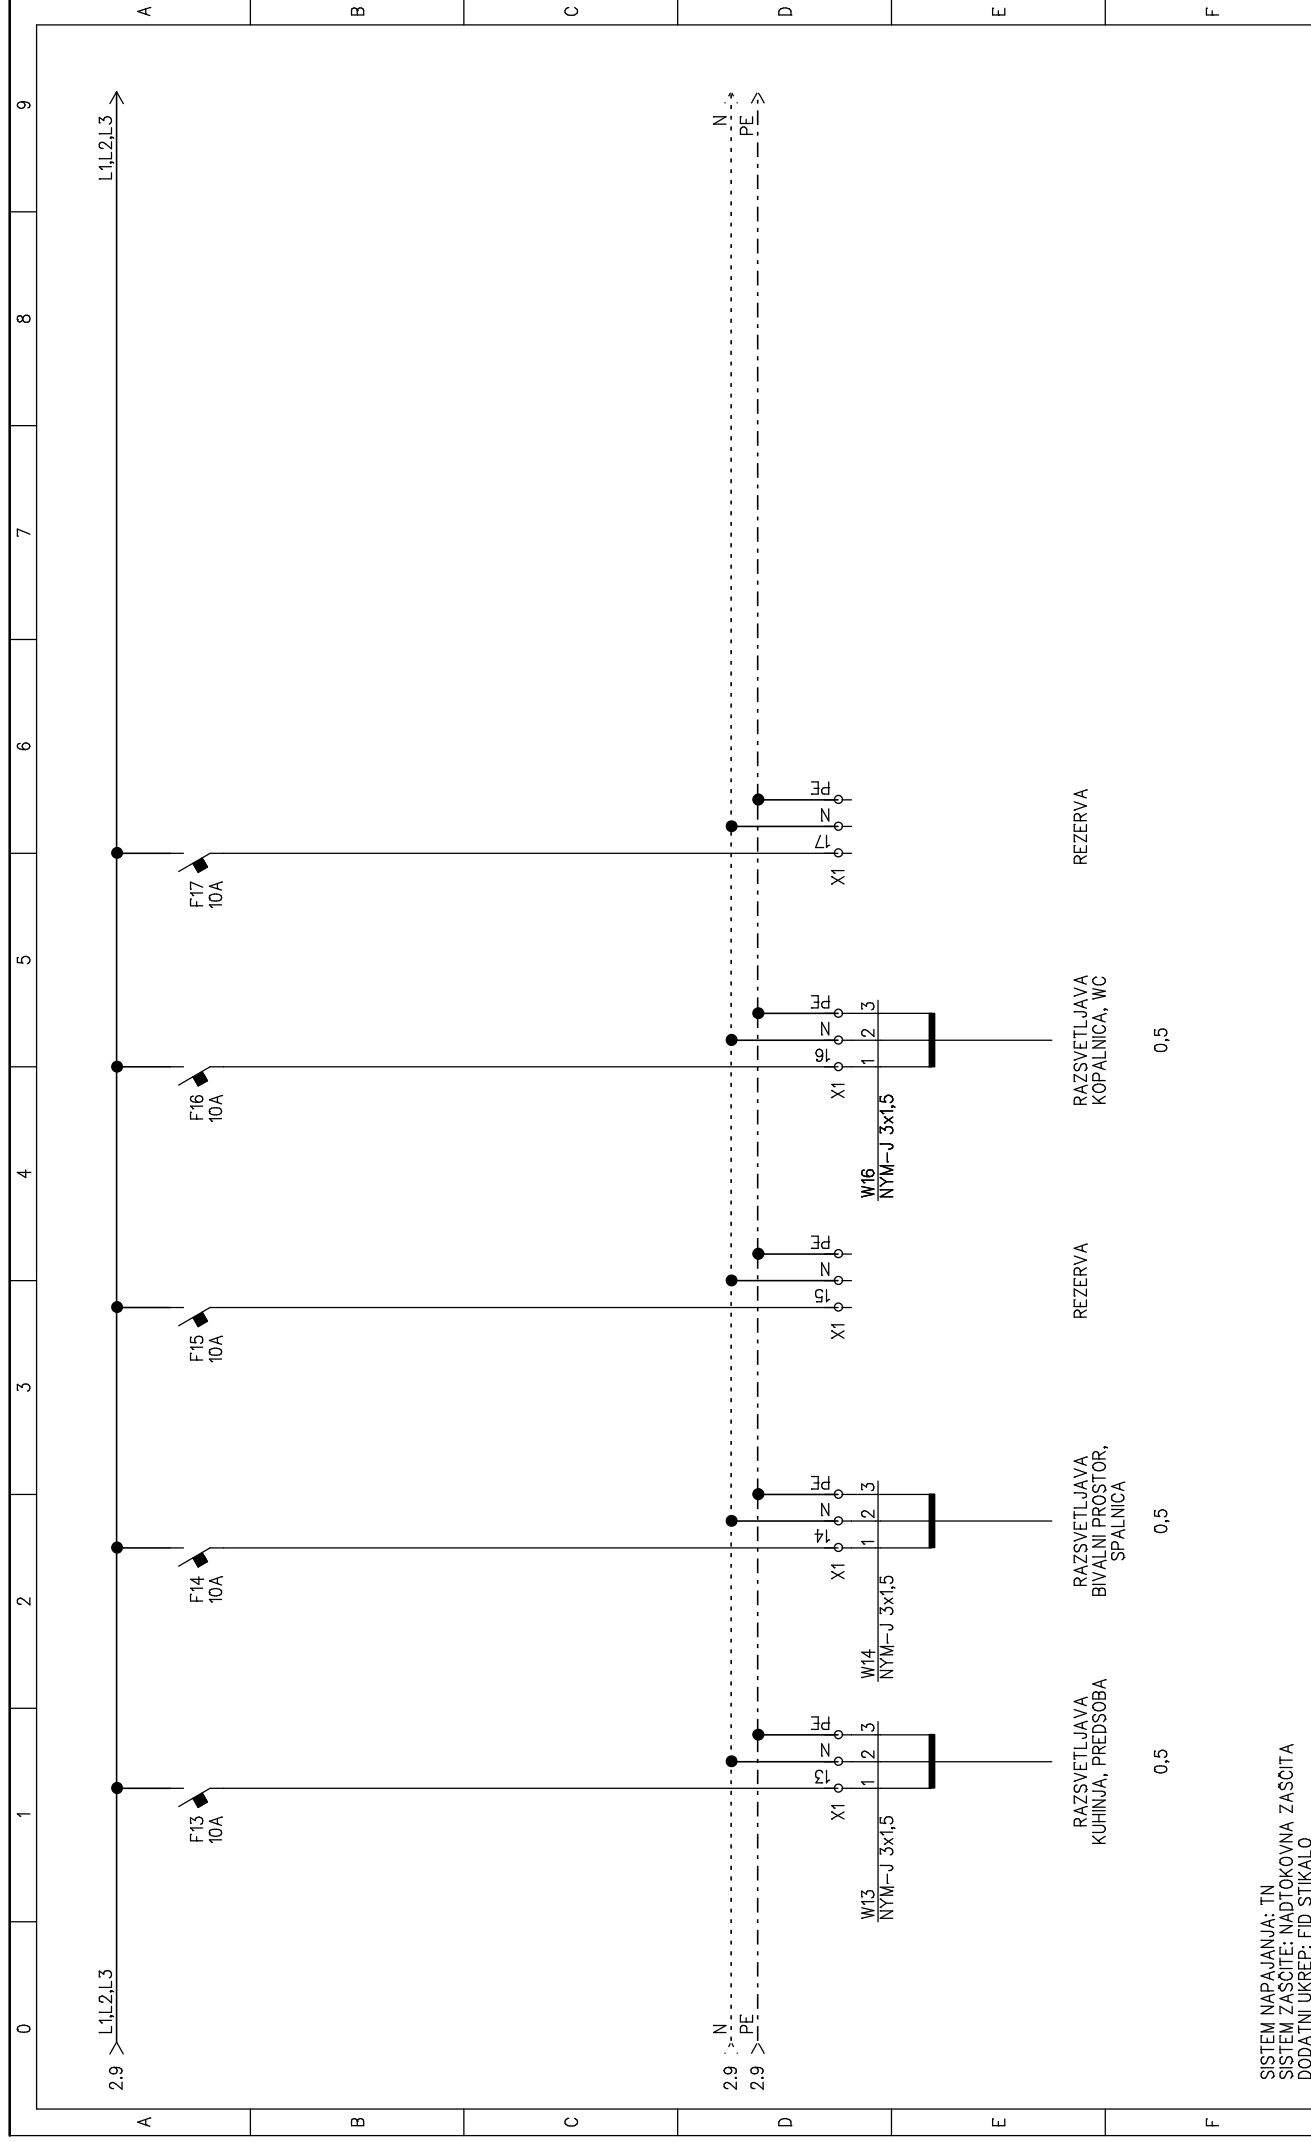 0 1 2 3 4 5 6 7 8 9
A A
2.9 L1,L2,L3 L1,L2,L3
F13
10A
F14
10A
F15
10A
F16
10A
F17
10A
B B
C C
D D
2.9 N N
2.9 PE PE
X1 13 N PE
X1 14 N PE
X1 15 N PE
X1 16 N PE
X1 17 N PE
W13 1 2 3
NYM-J 3x1,5
W14 1 2 3
NYM-J 3x1,5
W16 1 2 3
NYM-J 3x1,5
E E
RAZSVETLJAVA
KUHINJA, PREDSOBA
0,5
RAZSVETLJAVA
BIVALNI PROSTOR,
SPALNICA
0,5
REZERVA
RAZSVETLJAVA
KOPALNICA, WC
0,5
REZERVA
F F
SISTEM NAPAJANJA: TN
SISTEM ZAŠČITE: NADTOKOVNA ZAŠČITA
DODATNI UKREP: FID STIKALO